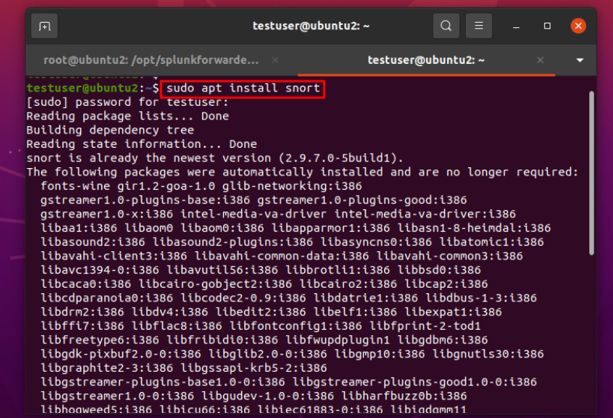 testuser@ubuntu2: ~
root@ubuntu2: /opt/splunkforwarde...
testuser@ubuntu2: ~
testuser@ubuntu2:~$ sudo apt install snort
[sudo] password for testuser:
Reading package lists... Done
Building dependency tree
Reading state information... Done
snort is already the newest version (2.9.7.0-5build1).
The following packages were automatically installed and are no longer required:
fonts-wine gir1.2-goa-1.0 glib-networking:i386
gstreamer1.0-plugins-base:i386 gstreamer1.0-plugins-good:i386
gstreamer1.0-x:i386 intel-media-va-driver intel-media-va-driver:i386
libaa1:i386 libaom0 libaom0:i386 libapparmor1:i386 libasn1-8-heimdal:i386
libasound2:i386 libasound2-plugins:i386 libasyncns0:i386 libatomic1:i386
libavahi-client3:i386 libavahi-common-data:i386 libavahi-common3:i386
libavc1394-0:i386 libavutil56:i386 libbrotli1:i386 libbsd0:i386
libcaca0:i386 libcairo-gobject2:i386 libcairo2:i386 libcap2:i386
libcdparanoia0:i386 libcodec2-0.9:i386 libdatrie1:i386 libdbus-1-3:i386
libdrm2:i386 libdv4:i386 libedit2:i386 libelf1:i386 libexpat1:i386
libffi7:i386 libflac8:i386 libfontconfig1:i386 libfprint-2-tod1
libfreetype6:i386 libfribidi0:i386 libfwupdplugin1 libgdbm6:i386
libgdk-pixbuf2.0-0:i386 libglib2.0-0:i386 libgmp10:i386 libgnutls30:i386
libgraphite2-3:i386 libgssapi-krb5-2:i386
libgstreamer-plugins-base1.0-0:i386 libgstreamer-plugins-good1.0-0:i386
libgstreamer1.0-0:i386 libgudev-1.0-0:i386 libharfbuzz0b:i386
libhogweed5:i386 libicu66:i386 libiec61883-0:i386 libigdgmm11